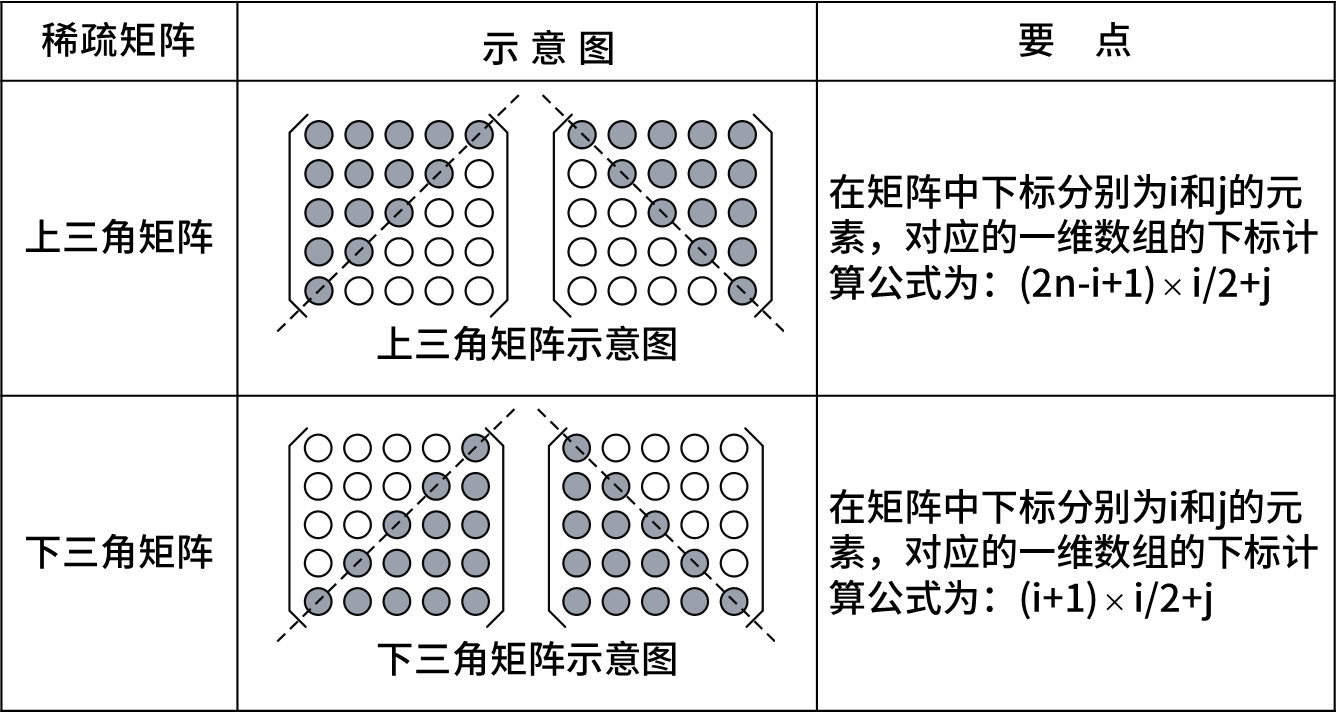 稀疏矩阵
示意图
要 点
上三角矩阵
上三角矩阵示意图
在矩阵中下标分别为i和j的元
素，对应的一维数组的下标计
算公式为：(2n-i+1)×i/2+j
下三角矩阵
下三角矩阵示意图
在矩阵中下标分别为i和j的元
素，对应的一维数组的下标计
算公式为：(i+1)×i/2+j